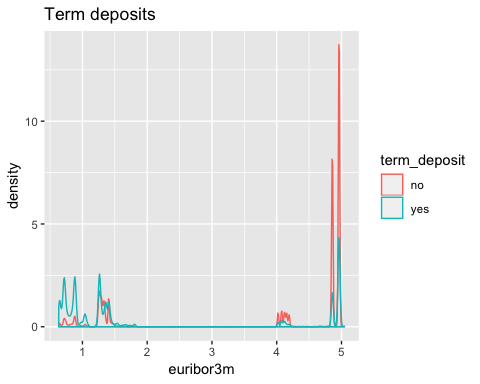 Term deposits
10
5
0
density
1
2
3
4
5
euribor3m
term_deposit
no
yes